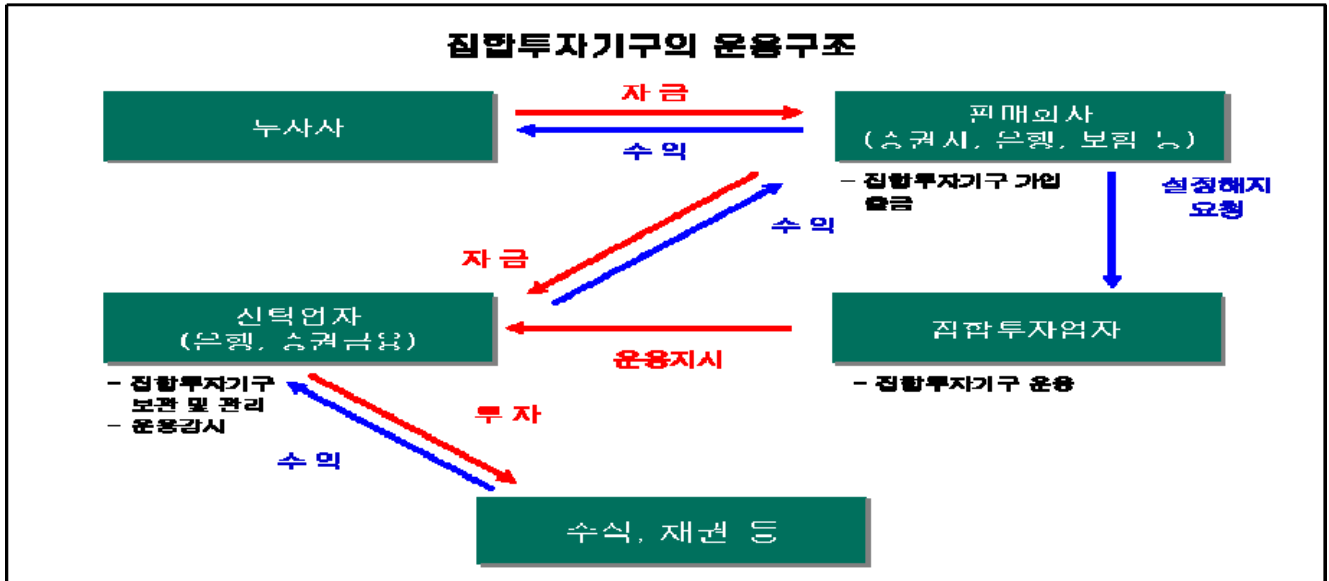 집합투자기구의 운용구조
자 금
투자자
판매회사
(증권사, 은행, 보험 등)
수 익
- 집합투자기구 가입
출금
설정해지
요청
수 익
자 금
신탁업자
(은행, 증권금융)
집합투자업자
운용지시
- 집합투자기구
보관 및 관리
- 운용감시
- 집합투자기구 운용
투 자
수 익
주식, 채권 등